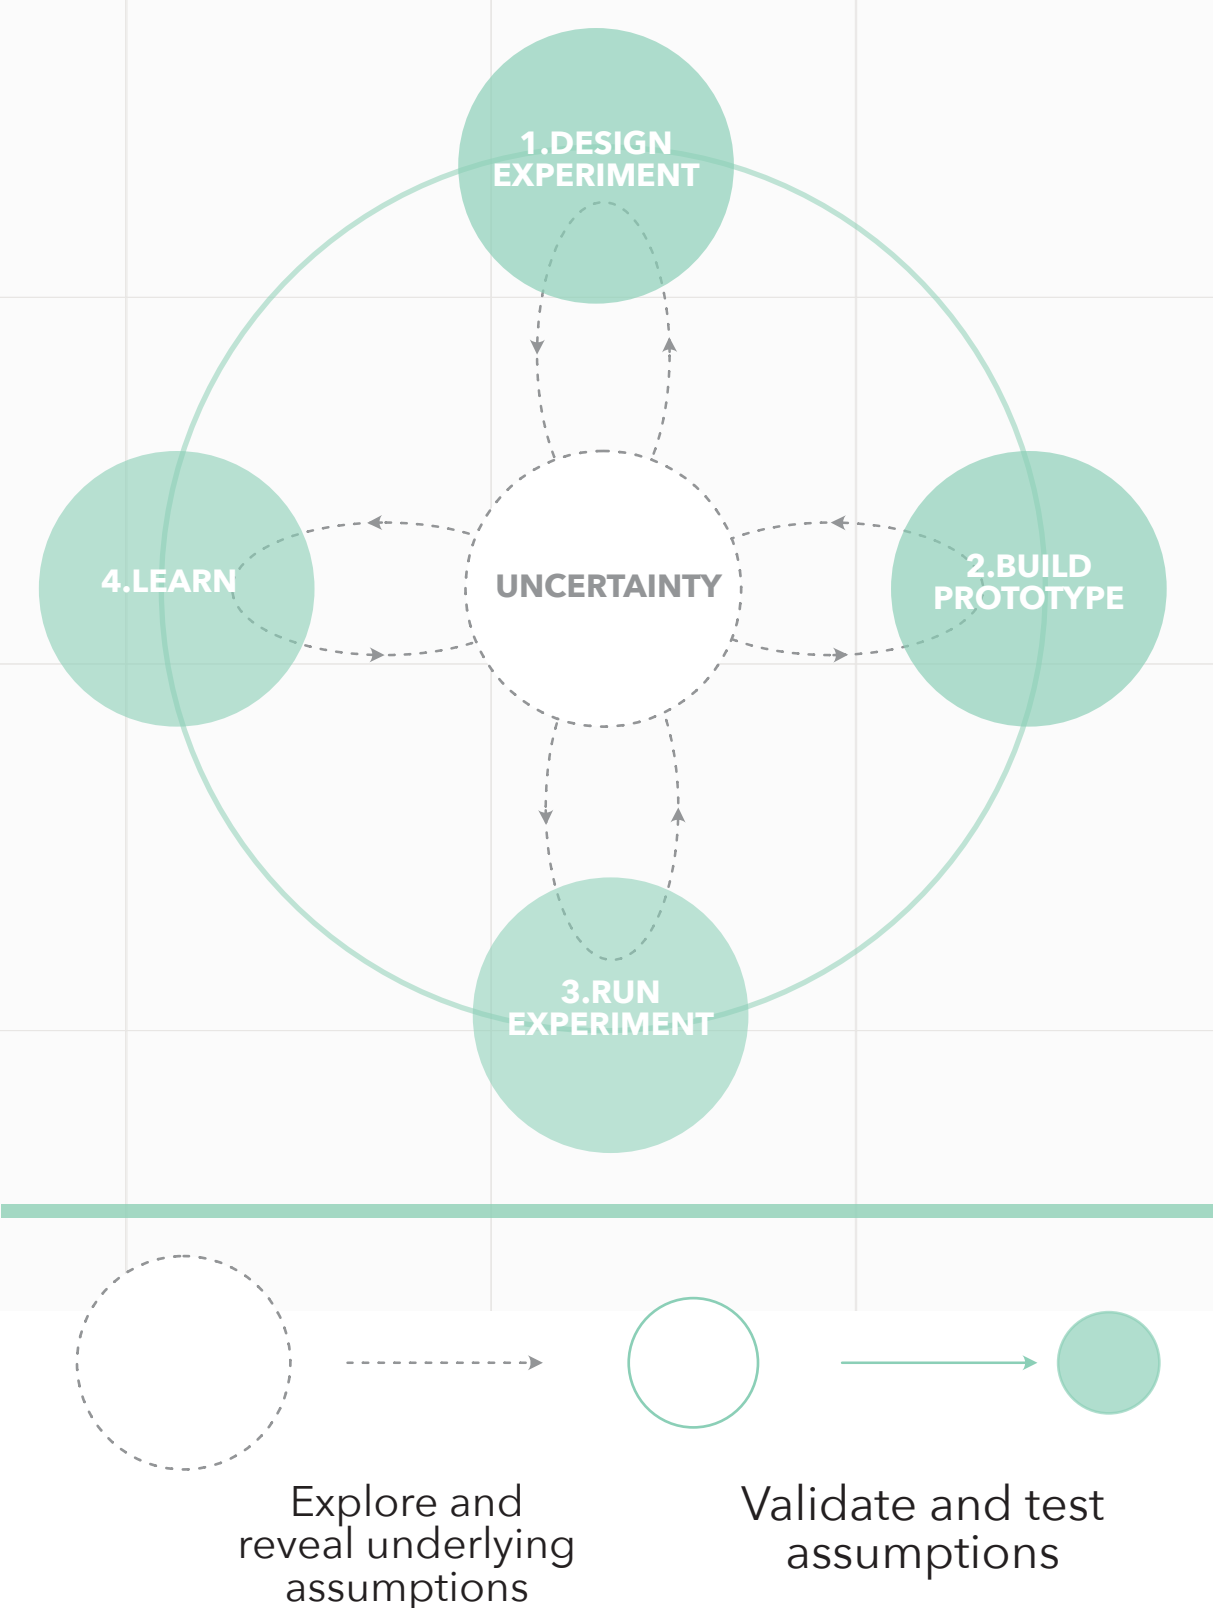 1.DESIGN
EXPERIMENT
4.LEARN
UNCERTAINTY
2.BUILD
PROTOTYPE
3.RUN
EXPERIMENT
Explore and
reveal underlying
assumptions
Validate and test
assumptions